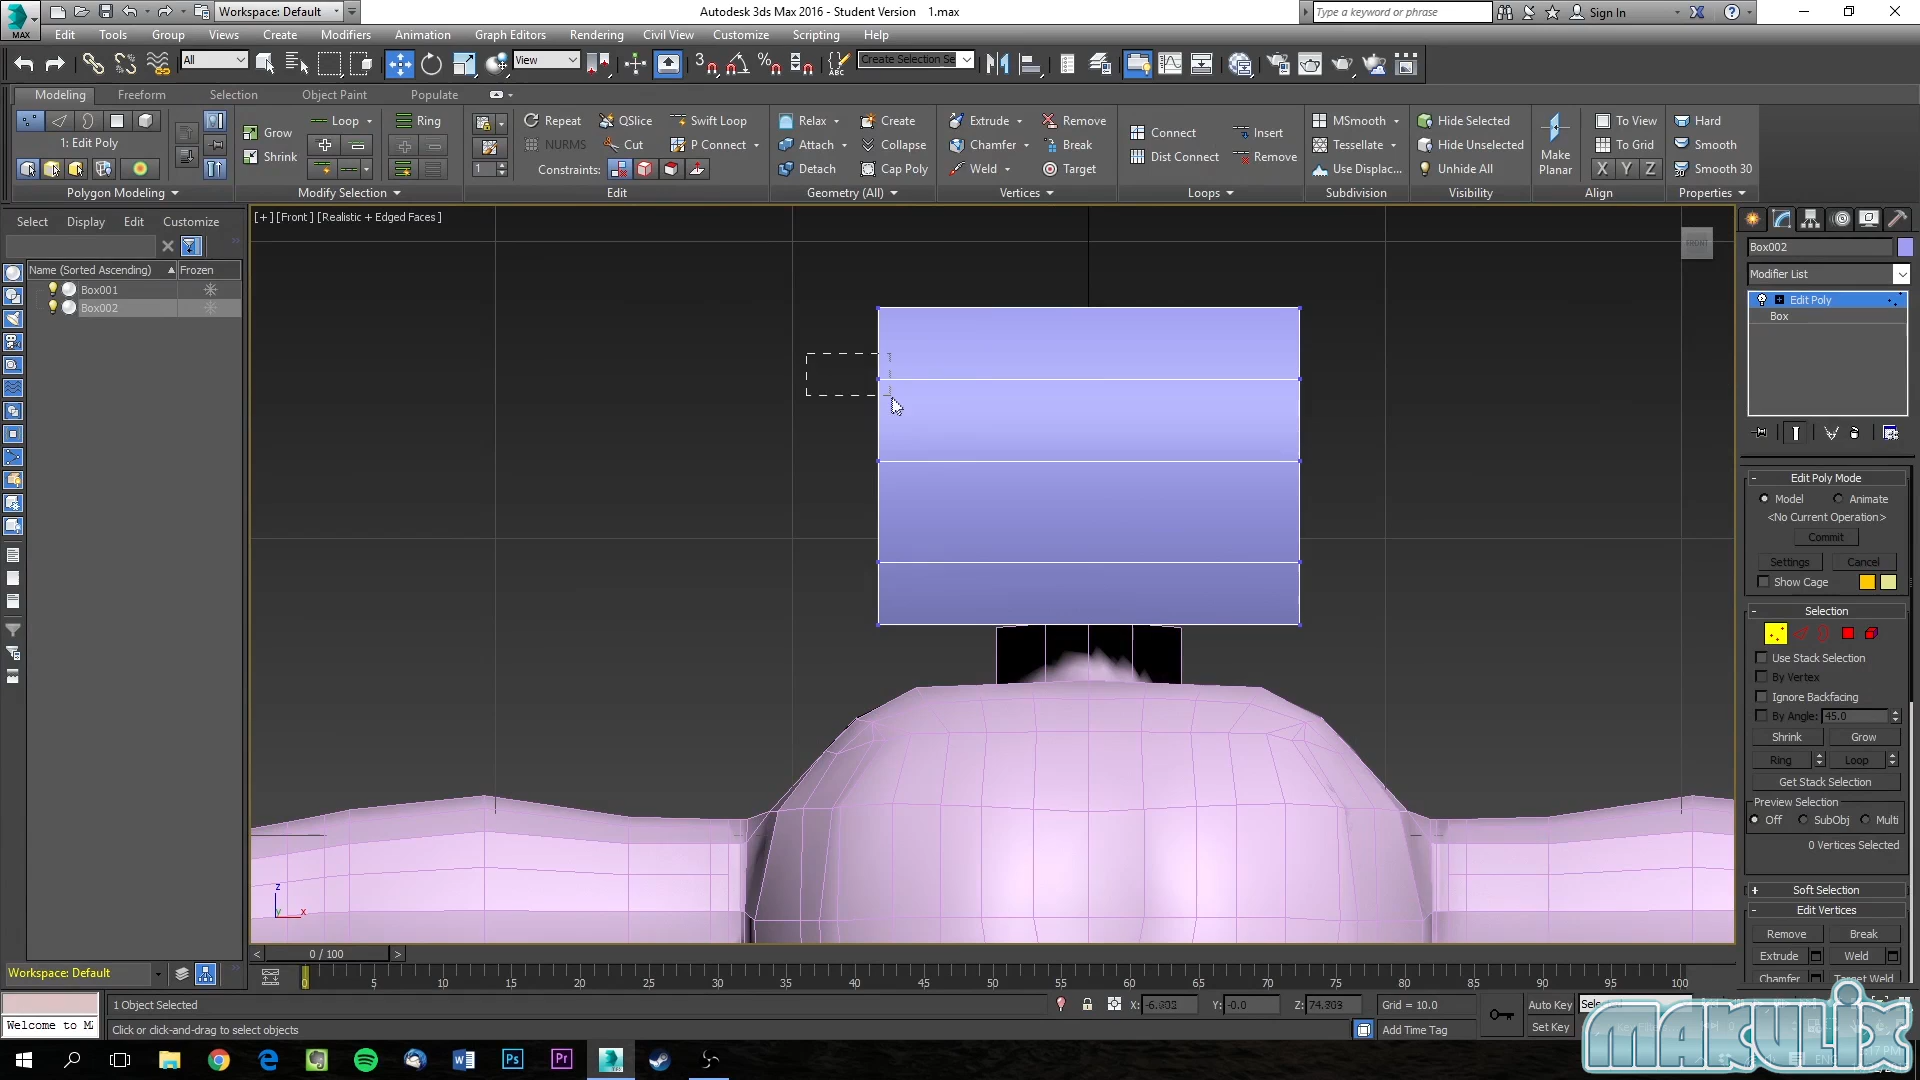 Workspace: Default
Autodesk 3ds Max 2016 - Student Version 1.max
Type a keyword or phrase
Sign In
MAX
Edit Tools Group Views Create Modifiers Animation Graph Editors Rendering Civil View Customize Scripting Help
All
View
Create Selection Se
Modeling Freeform Selection Object Paint Populate
Loop Ring Repeat QSlice Swift Loop Relax Create Extrude Remove MSmooth Hide Selected To View Hard
1: Edit Poly Grow NURMS Cut P Connect Attach Collapse Chamfer Break Connect Insert Tessellate Hide Unselected Make Planar To Grid Smooth
Shrink 1 Constraints: Detach Cap Poly Weld Target Dist Connect Remove Use Displac... Unhide All X Y Z Smooth 30
Polygon Modeling Modify Selection Edit Geometry (All) Vertices Loops Subdivision Visibility Align Properties
Select Display Edit Customize
Name (Sorted Ascending) Frozen
Box001
Box002
[+] [Front ] [Realistic + Edged Faces ]
FRONT
z
y x
Box002
Modifier List
Edit Poly
Box
Edit Poly Mode
Model Animate
<No Current Operation>
Commit
Settings Cancel
Show Cage
Selection
Use Stack Selection
By Vertex
Ignore Backfacing
By Angle: 45.0
Shrink Grow
Ring Loop
Get Stack Selection
Preview Selection
Off SubObj Multi
0 Vertices Selected
Soft Selection
Edit Vertices
Remove Break
Extrude Weld
Chamfer Target Weld
0 / 100
Workspace: Default
0 5 10 15 20 25 30 35 40 45 50 55 60 65 70 75 80 85 90 95 100
1 Object Selected
X: Y: -0.0 Z: 74.303 Grid = 10.0 Auto Key
Welcome to M
Click or click-and-drag to select objects
Add Time Tag Set Key
MAKULIX